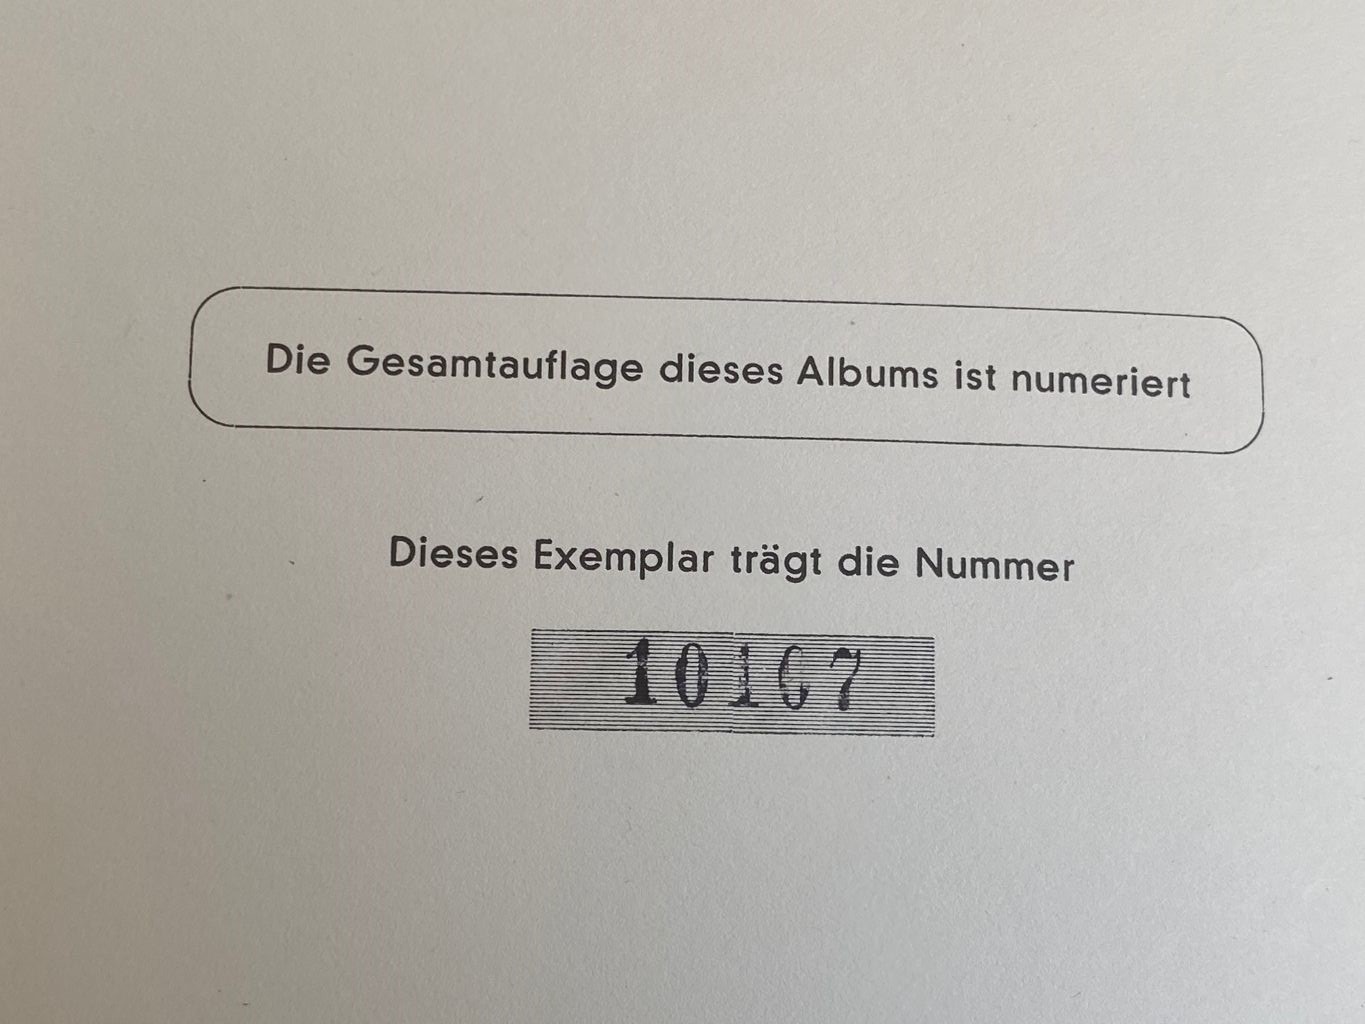 Die Gesamtauflage dieses Albums ist numeriert
Dieses Exemplar trägt die Nummer
10167